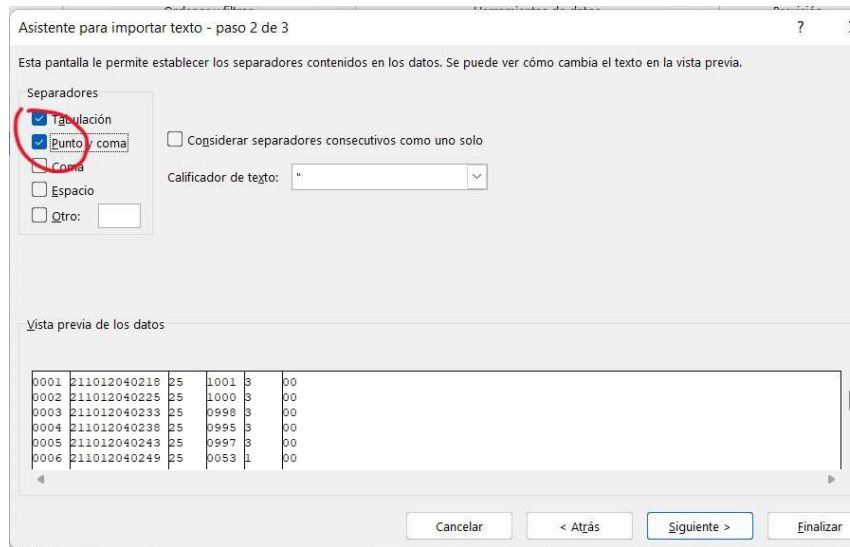 Asistente para importar texto - paso 2 de 3
?
Esta pantalla le permite establecer los separadores contenidos en los datos. Se puede ver cómo cambia el texto en la vista previa.
Separadores
Tabulación
Punto y coma
Considerar separadores consecutivos como uno solo
Coma
Calificador de texto: "
Espacio
Otro:
Vista previa de los datos
0001 211012040218 25 1001 3 00
0002 211012040225 25 1000 3 00
0003 211012040233 25 0998 3 00
0004 211012040238 25 0995 3 00
0005 211012040243 25 0997 3 00
0006 211012040249 25 0053 1 00
Cancelar
< Atrás
Siguiente >
Finalizar